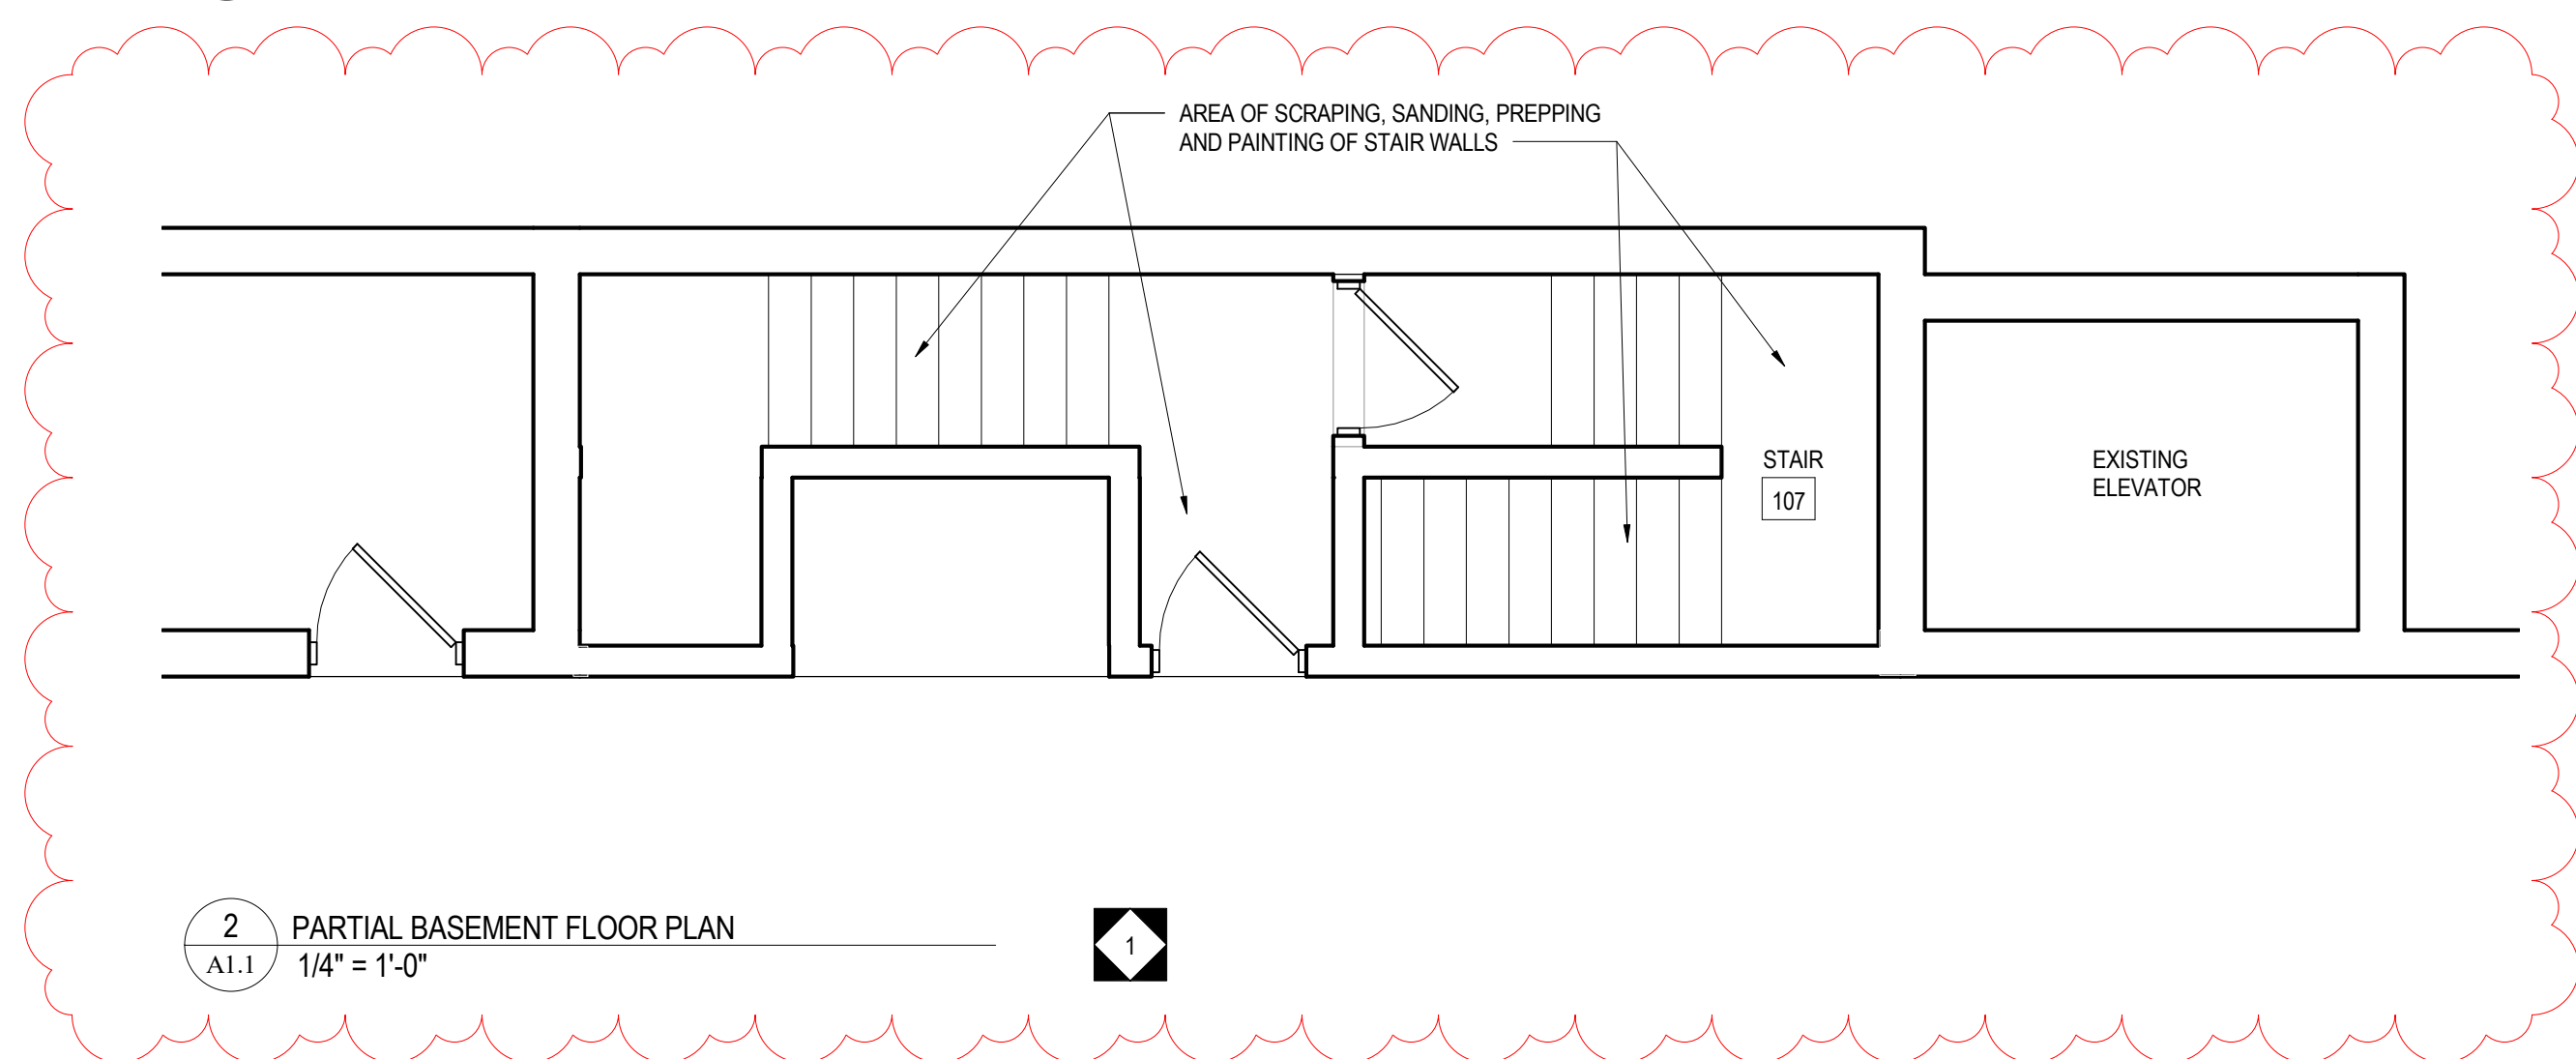 AREA OF SCRAPING, SANDING, PREPPING
AND PAINTING OF STAIR WALLS
STAIR
107
EXISTING
ELEVATOR
2
A1.1
PARTIAL BASEMENT FLOOR PLAN
1/4" = 1'-0"
1